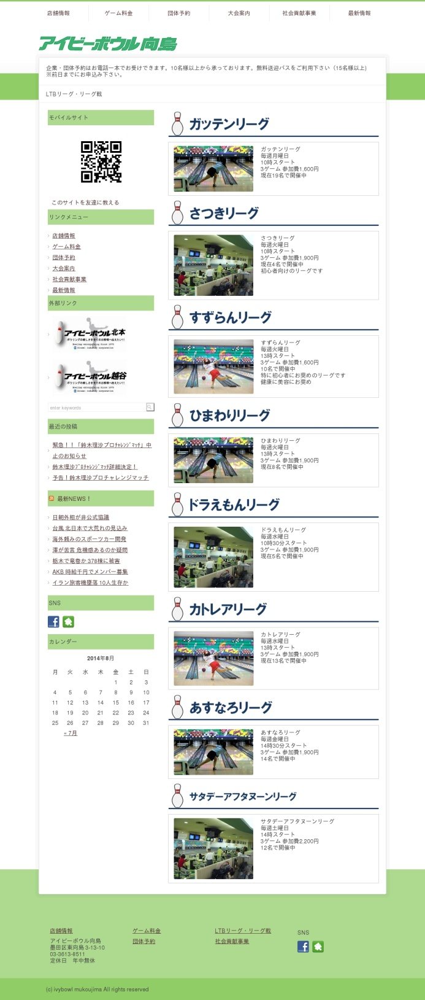 店舗情報
ゲーム料金
団体予約
大会案内
社会貢献事業
最新情報
アイビーボウル向島
企業・団体予約はお電話一本でお受けできます。10名様以上から承っております。無料送迎バスをご利用下さい（15名様以上)
※前日までにお申込み下さい。
LTBリーグ・リーグ戦
モバイルサイト
このサイトを友達に教える
リンクメニュー
店舗情報
ゲーム料金
団体予約
大会案内
社会貢献事業
最新情報
外部リンク
アイビーボウル北本
ボウリングの楽しさを全てのお客様へ伝えたい!!
アイビーボウル越谷
ボウリングの楽しさを全てのお客様へ伝えたい!!
enter keywords
最近の投稿
緊急！！「鈴木理沙プロﾁｬﾚﾝｼﾞﾏｯﾁ」中
止のお知らせ
鈴木理沙ﾌﾟﾛﾁｬﾚﾝｼﾞﾏｯﾁ詳細決定！
予告！鈴木理沙プロチャレンジマッチ
最新NEWS！
日朝外相が非公式協議
台風 北日本で大荒れの見込み
海外頼みのスポーツカー開発
澤が苦言 危機感あるのか疑問
栃木で竜巻か 378棟に被害
AKB 時給千円でメンバー募集
イラン旅客機墜落 10人生存か
SNS
カレンダー
2014年8月
月 火 水 木 金 土 日
1 2 3
4 5 6 7 8 9 10
11 12 13 14 15 16 17
18 19 20 21 22 23 24
25 26 27 28 29 30 31
« 7月
ガッテンリーグ
ガッテンリーグ
毎週月曜日
10時スタート
3ゲーム 参加費1,600円
現在19名で開催中
さつきリーグ
さつきリーグ
毎週火曜日
10時スタート
3ゲーム 参加費1,900円
現在4名で開催中
初心者向けのリーグです
すずらんリーグ
すずらんリーグ
毎週火曜日
13時スタート
3ゲーム 参加費1,600円
10名で開催中
特に初心者にお奨めのリーグです
健康に美容にお奨め
ひまわりリーグ
ひまわりリーグ
毎週火曜日
13時スタート
3ゲーム 参加費1,900円
現在8名で開催中
ドラえもんリーグ
ドラえもんリーグ
毎週水曜日
10時30分スタート
3ゲーム 参加費1,900円
現在5名で開催中
カトレアリーグ
カトレアリーグ
毎週水曜日
13時スタート
3ゲーム 参加費1,900円
現在13名で開催中
あすなろリーグ
あすなろリーグ
毎週金曜日
14時30分スタート
3ゲーム 参加費1,900円
14名で開催中
サタデーアフタヌーンリーグ
サタデーアフタヌーンリーグ
毎週土曜日
14時スタート
3ゲーム 参加費2,200円
12名で開催中
店舗情報
アイビーボウル向島
墨田区東向島 3-13-10
03-3613-8511
定休日　年中無休
ゲーム料金
団体予約
LTBリーグ・リーグ戦
社会貢献事業
SNS
(c) ivybowl mukoujima All rights reserved